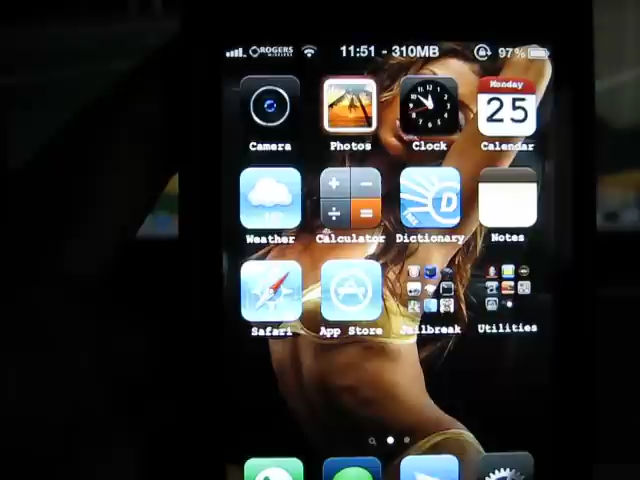 ROGERS 11:51 - 310MB 97%
WIRELESS
Monday
25
Camera Photos Clock Calendar
Weather Calculator Dictionary Notes
Safari App Store Jailbreak Utilities